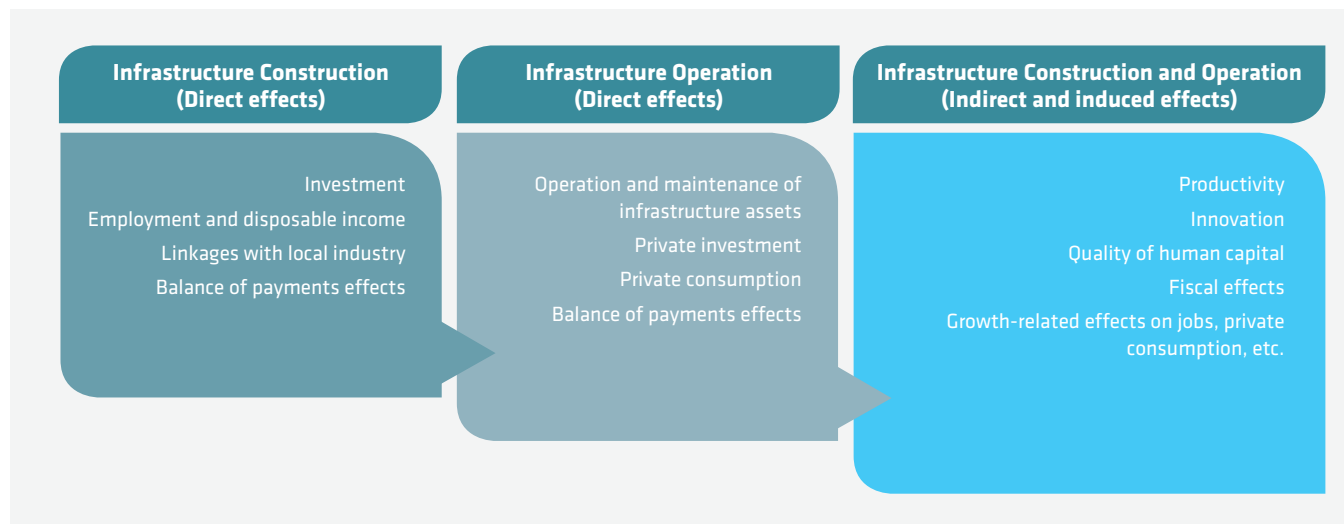 Infrastructure Construction
(Direct effects)
Investment
Employment and disposable income
Linkages with local industry
Balance of payments effects
Infrastructure Operation
(Direct effects)
Operation and maintenance of
infrastructure assets
Private investment
Private consumption
Balance of payments effects
Infrastructure Construction and Operation
(Indirect and induced effects)
Productivity
Innovation
Quality of human capital
Fiscal effects
Growth-related effects on jobs, private
consumption, etc.